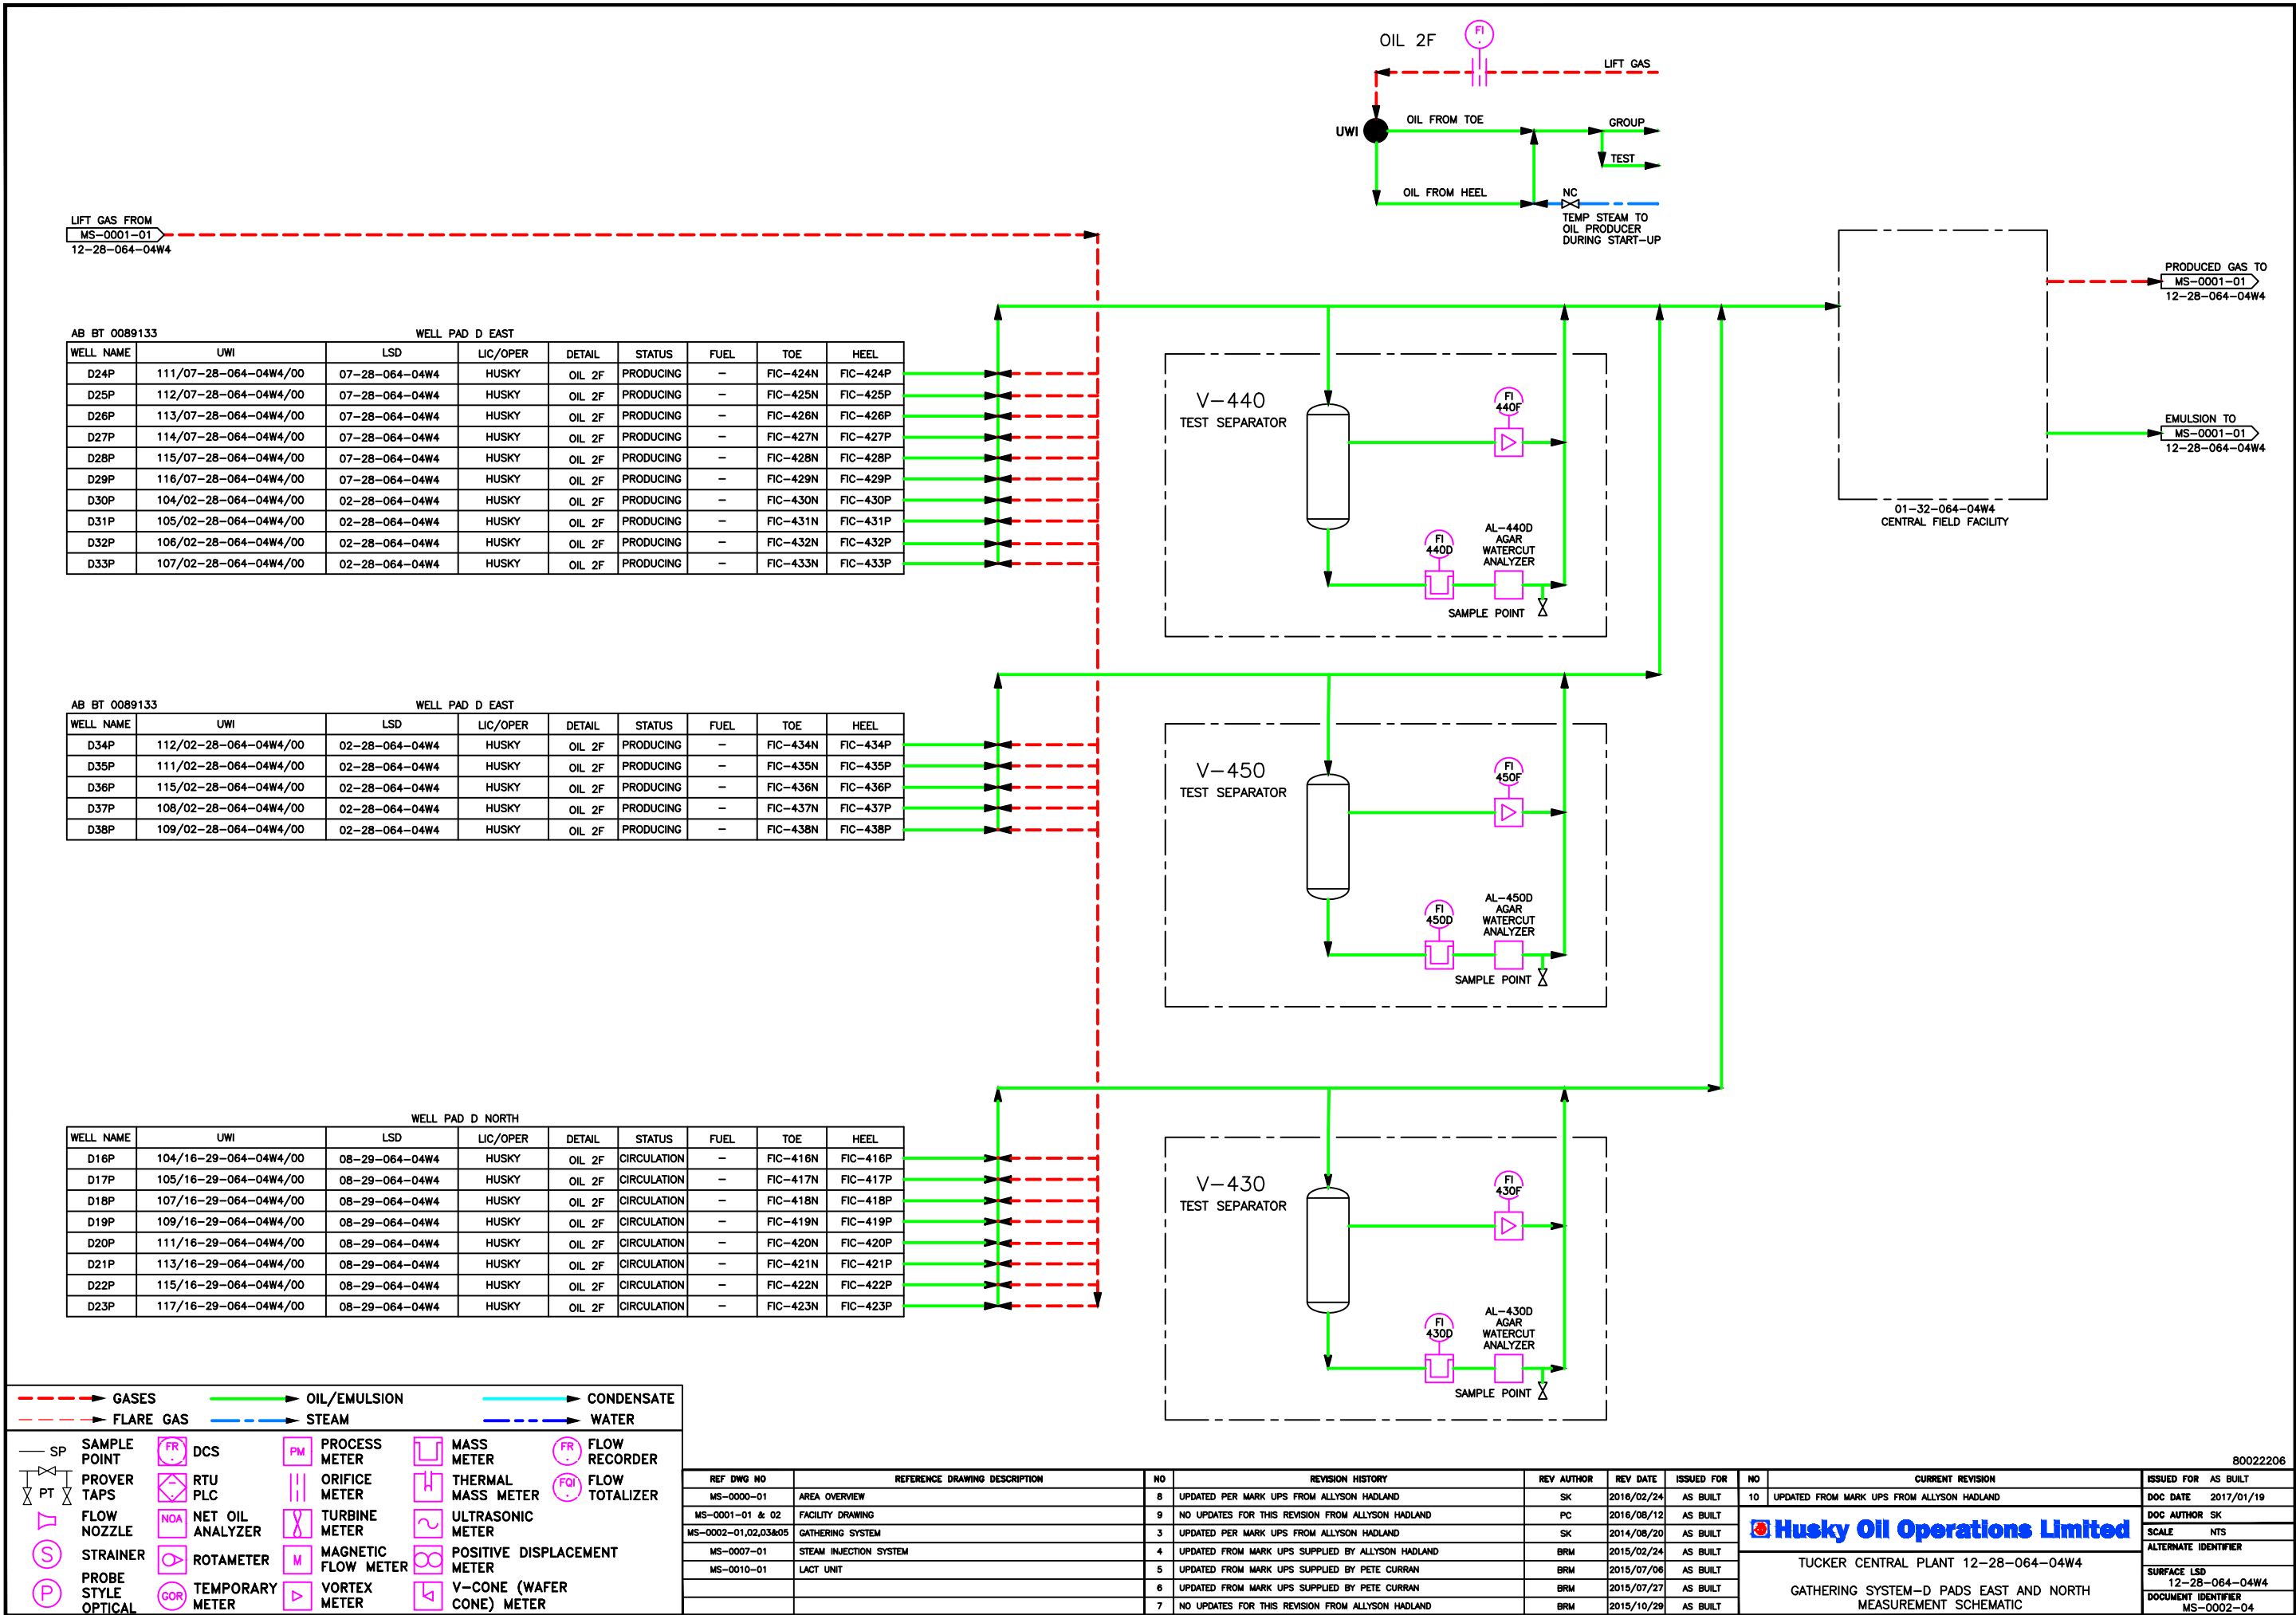 OIL 2F
FI
LIFT GAS
UWI
OIL FROM TOE
GROUP
TEST
OIL FROM HEEL
NC
TEMP STEAM TO
OIL PRODUCER
DURING START-UP
LIFT GAS FROM
MS-0001-01
12-28-064-04W4
PRODUCED GAS TO
MS-0001-01
12-28-064-04W4
EMULSION TO
MS-0001-01
12-28-064-04W4
01-32-064-04W4
CENTRAL FIELD FACILITY
AB BT 0089133 WELL PAD D EAST
WELL NAME UWI LSD LIC/OPER DETAIL STATUS FUEL TOE HEEL
D24P 111/07-28-064-04W4/00 07-28-064-04W4 HUSKY OIL 2F PRODUCING - FIC-424N FIC-424P
D25P 112/07-28-064-04W4/00 07-28-064-04W4 HUSKY OIL 2F PRODUCING - FIC-425N FIC-425P
D26P 113/07-28-064-04W4/00 07-28-064-04W4 HUSKY OIL 2F PRODUCING - FIC-426N FIC-426P
D27P 114/07-28-064-04W4/00 07-28-064-04W4 HUSKY OIL 2F PRODUCING - FIC-427N FIC-427P
D28P 115/07-28-064-04W4/00 07-28-064-04W4 HUSKY OIL 2F PRODUCING - FIC-428N FIC-428P
D29P 116/07-28-064-04W4/00 07-28-064-04W4 HUSKY OIL 2F PRODUCING - FIC-429N FIC-429P
D30P 104/02-28-064-04W4/00 02-28-064-04W4 HUSKY OIL 2F PRODUCING - FIC-430N FIC-430P
D31P 105/02-28-064-04W4/00 02-28-064-04W4 HUSKY OIL 2F PRODUCING - FIC-431N FIC-431P
D32P 106/02-28-064-04W4/00 02-28-064-04W4 HUSKY OIL 2F PRODUCING - FIC-432N FIC-432P
D33P 107/02-28-064-04W4/00 02-28-064-04W4 HUSKY OIL 2F PRODUCING - FIC-433N FIC-433P
V-440
TEST SEPARATOR
FI
440F
FI
440D
AL-440D
AGAR
WATERCUT
ANALYZER
SAMPLE POINT
AB BT 0089133 WELL PAD D EAST
WELL NAME UWI LSD LIC/OPER DETAIL STATUS FUEL TOE HEEL
D34P 112/02-28-064-04W4/00 02-28-064-04W4 HUSKY OIL 2F PRODUCING - FIC-434N FIC-434P
D35P 111/02-28-064-04W4/00 02-28-064-04W4 HUSKY OIL 2F PRODUCING - FIC-435N FIC-435P
D36P 115/02-28-064-04W4/00 02-28-064-04W4 HUSKY OIL 2F PRODUCING - FIC-436N FIC-436P
D37P 108/02-28-064-04W4/00 02-28-064-04W4 HUSKY OIL 2F PRODUCING - FIC-437N FIC-437P
D38P 109/02-28-064-04W4/00 02-28-064-04W4 HUSKY OIL 2F PRODUCING - FIC-438N FIC-438P
V-450
TEST SEPARATOR
FI
450F
FI
450D
AL-450D
AGAR
WATERCUT
ANALYZER
SAMPLE POINT
WELL PAD D NORTH
WELL NAME UWI LSD LIC/OPER DETAIL STATUS FUEL TOE HEEL
D16P 104/16-29-064-04W4/00 08-29-064-04W4 HUSKY OIL 2F CIRCULATION - FIC-416N FIC-416P
D17P 105/16-29-064-04W4/00 08-29-064-04W4 HUSKY OIL 2F CIRCULATION - FIC-417N FIC-417P
D18P 107/16-29-064-04W4/00 08-29-064-04W4 HUSKY OIL 2F CIRCULATION - FIC-418N FIC-418P
D19P 109/16-29-064-04W4/00 08-29-064-04W4 HUSKY OIL 2F CIRCULATION - FIC-419N FIC-419P
D20P 111/16-29-064-04W4/00 08-29-064-04W4 HUSKY OIL 2F CIRCULATION - FIC-420N FIC-420P
D21P 113/16-29-064-04W4/00 08-29-064-04W4 HUSKY OIL 2F CIRCULATION - FIC-421N FIC-421P
D22P 115/16-29-064-04W4/00 08-29-064-04W4 HUSKY OIL 2F CIRCULATION - FIC-422N FIC-422P
D23P 117/16-29-064-04W4/00 08-29-064-04W4 HUSKY OIL 2F CIRCULATION - FIC-423N FIC-423P
V-430
TEST SEPARATOR
FI
430F
FI
430D
AL-430D
AGAR
WATERCUT
ANALYZER
SAMPLE POINT
GASES OIL/EMULSION CONDENSATE
FLARE GAS STEAM WATER
SP SAMPLE POINT
FR DCS
PM PROCESS METER
MASS METER
FR FLOW RECORDER
PT PROVER TAPS
RTU PLC
ORIFICE METER
THERMAL MASS METER
FQI FLOW TOTALIZER
FLOW NOZZLE
NOA NET OIL ANALYZER
TURBINE METER
ULTRASONIC METER
S STRAINER
ROTAMETER
M MAGNETIC FLOW METER
POSITIVE DISPLACEMENT METER
P PROBE STYLE OPTICAL
GOR TEMPORARY METER
VORTEX METER
V-CONE (WAFER CONE) METER
REF DWG NO REFERENCE DRAWING DESCRIPTION
MS-0000-01 AREA OVERVIEW
MS-0001-01 & 02 FACILITY DRAWING
MS-0002-01,02,03&05 GATHERING SYSTEM
MS-0007-01 STEAM INJECTION SYSTEM
MS-0010-01 LACT UNIT
NO REVISION HISTORY REV AUTHOR REV DATE ISSUED FOR
8 UPDATED PER MARK UPS FROM ALLYSON HADLAND SK 2016/02/24 AS BUILT
9 NO UPDATES FOR THIS REVISION FROM ALLYSON HADLAND PC 2016/08/12 AS BUILT
3 UPDATED PER MARK UPS FROM ALLYSON HADLAND SK 2014/08/20 AS BUILT
4 UPDATED FROM MARK UPS SUPPLIED BY ALLYSON HADLAND BRM 2015/02/24 AS BUILT
5 UPDATED FROM MARK UPS SUPPLIED BY PETE CURRAN BRM 2015/07/06 AS BUILT
6 UPDATED FROM MARK UPS SUPPLIED BY PETE CURRAN BRM 2015/07/27 AS BUILT
7 NO UPDATES FOR THIS REVISION FROM ALLYSON HADLAND BRM 2015/10/29 AS BUILT
NO CURRENT REVISION
10 UPDATED FROM MARK UPS FROM ALLYSON HADLAND
Husky Oil Operations Limited
TUCKER CENTRAL PLANT 12-28-064-04W4
GATHERING SYSTEM-D PADS EAST AND NORTH
MEASUREMENT SCHEMATIC
80022206
ISSUED FOR AS BUILT
DOC DATE 2017/01/19
DOC AUTHOR SK
SCALE NTS
ALTERNATE IDENTIFIER
SURFACE LSD
12-28-064-04W4
DOCUMENT IDENTIFIER
MS-0002-04